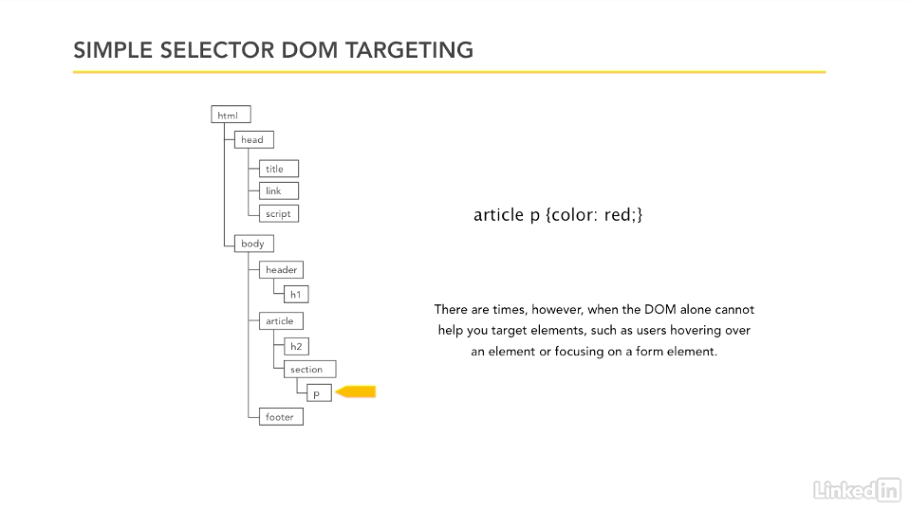 SIMPLE SELECTOR DOM TARGETING
html
head
title
link
script
body
header
h1
article
h2
section
p
footer
article p {color: red;}
There are times, however, when the DOM alone cannot
help you target elements, such as users hovering over
an element or focusing on a form element.
Linked in